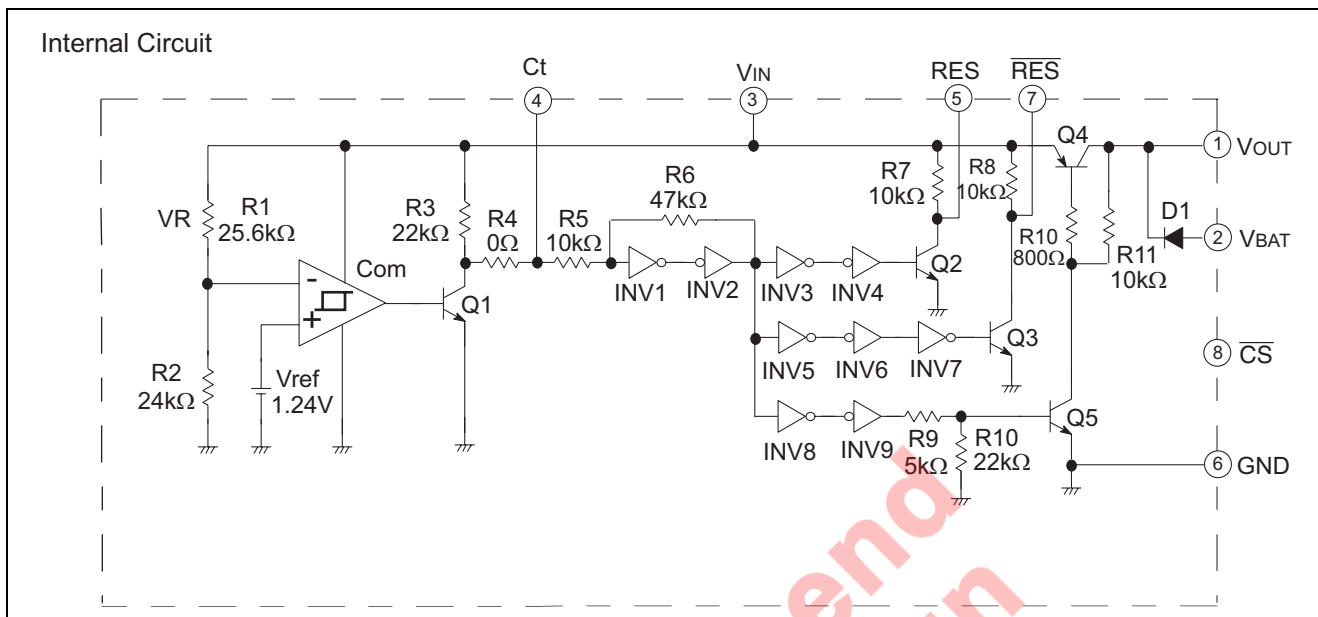 Internal Circuit
Ct VIN RES RES
4 3 5 7
Q4
1 VOUT
R6
47kΩ
R7
10kΩ
R8
10kΩ
VR R1
25.6kΩ
R3
22kΩ
R4
0Ω
R5
10kΩ
D1
2 VBAT
R10
800Ω
R11
10kΩ
Com
-
+
Q1
INV1 INV2 INV3 INV4
Q2
Q3
INV5 INV6 INV7
8 CS
R2
24kΩ
Vref
1.24V
Q5
INV8 INV9 R9
5kΩ
R10
22kΩ
6 GND
end
in